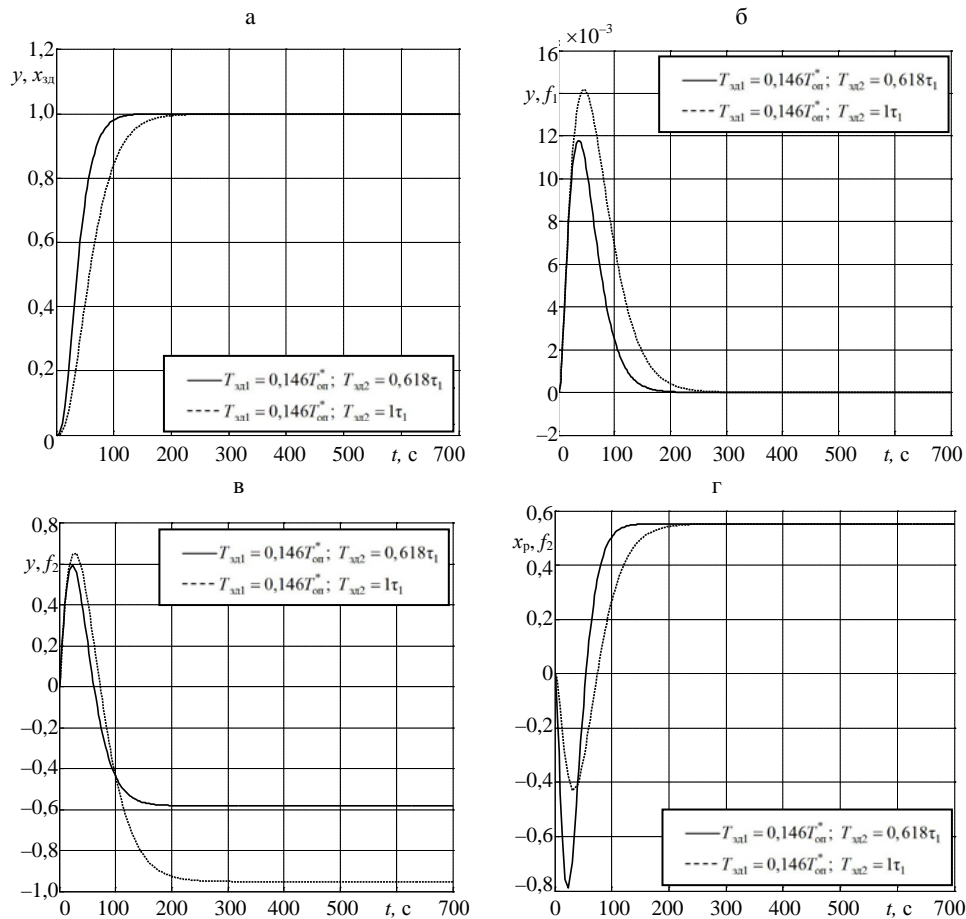 а
1,2
y, xзд
1,0
0,8
0,6
0,4
0,2
0
Tзд1 = 0,146T*оп; Tзд2 = 0,618τ1
Tзд1 = 0,146T*оп; Tзд2 = 1τ1
100 200 300 400 500 t, с 700
б
×10–3
16
y, f1
12
10
8
6
4
2
0
–2
Tзд1 = 0,146T*оп; Tзд2 = 0,618τ1
Tзд1 = 0,146T*оп; Tзд2 = 1τ1
0 100 200 300 400 500 t, с 700
в
0,8
y, f2
0,4
0,2
0
–0,2
–0,4
–0,6
–0,8
–1,0
Tзд1 = 0,146T*оп; Tзд2 = 0,618τ1
Tзд1 = 0,146T*оп; Tзд2 = 1τ1
0 100 200 300 400 500 t, с 700
г
0,6
xр, f2
0,4
0,2
0
–0,2
–0,4
–0,6
–0,8
Tзд1 = 0,146T*оп; Tзд2 = 0,618τ1
Tзд1 = 0,146T*оп; Tзд2 = 1τ1
0 100 200 300 400 500 t, с 700